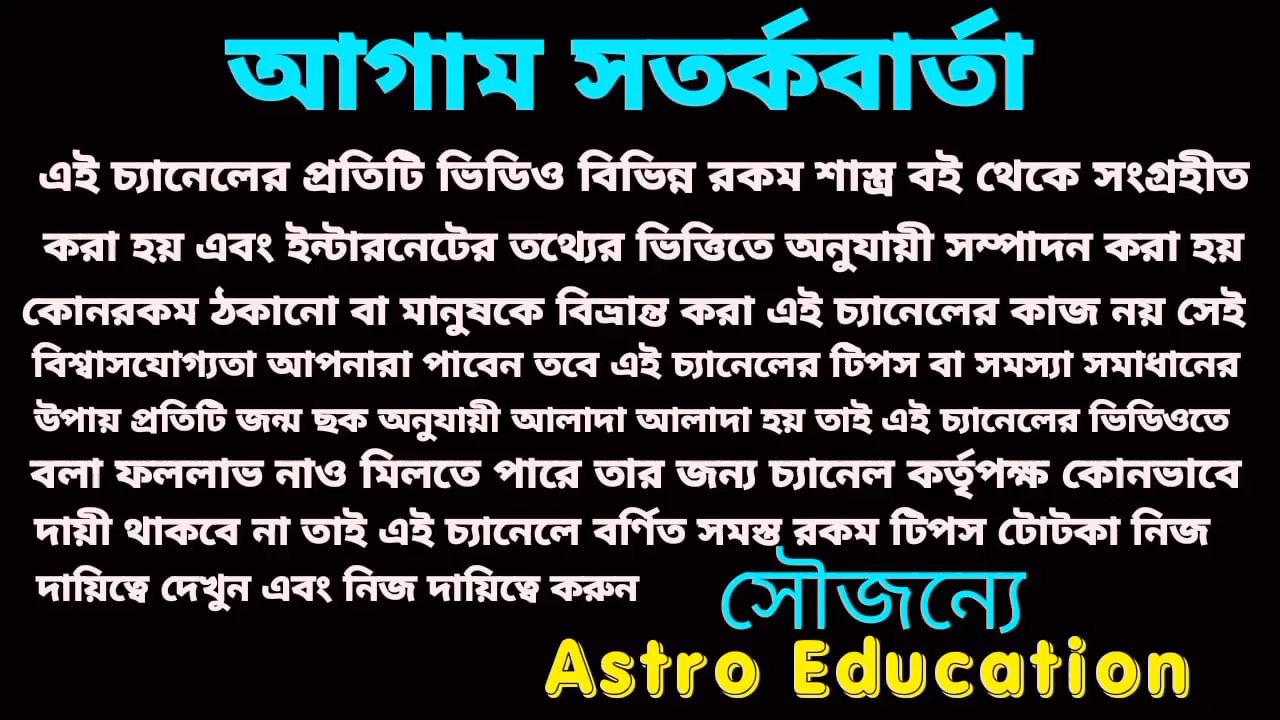 আগাম সতর্কবার্তা
এই চ্যানেলের প্রতিটি ভিডিও বিভিন্ন রকম শাস্ত্র বই থেকে সংগ্রহীত
করা হয় এবং ইন্টারনেটের তথ্যের ভিত্তিতে অনুযায়ী সম্পাদন করা হয়
কোনরকম ঠকানো বা মানুষকে বিভ্রান্ত করা এই চ্যানেলের কাজ নয় সেই
বিশ্বাসযোগ্যতা আপনারা পাবেন তবে এই চ্যানেলের টিপস বা সমস্যা সমাধানের
উপায় প্রতিটি জন্ম ছক অনুযায়ী আলাদা আলাদা হয় তাই এই চ্যানেলের ভিডিওতে
বলা ফললাভ নাও মিলতে পারে তার জন্য চ্যানেল কর্তৃপক্ষ কোনভাবে
দায়ী থাকবে না তাই এই চ্যানেলে বর্ণিত সমস্ত রকম টিপস টোটকা নিজ
দায়িত্বে দেখুন এবং নিজ দায়িত্বে করুন
সৌজন্যে
Astro Education